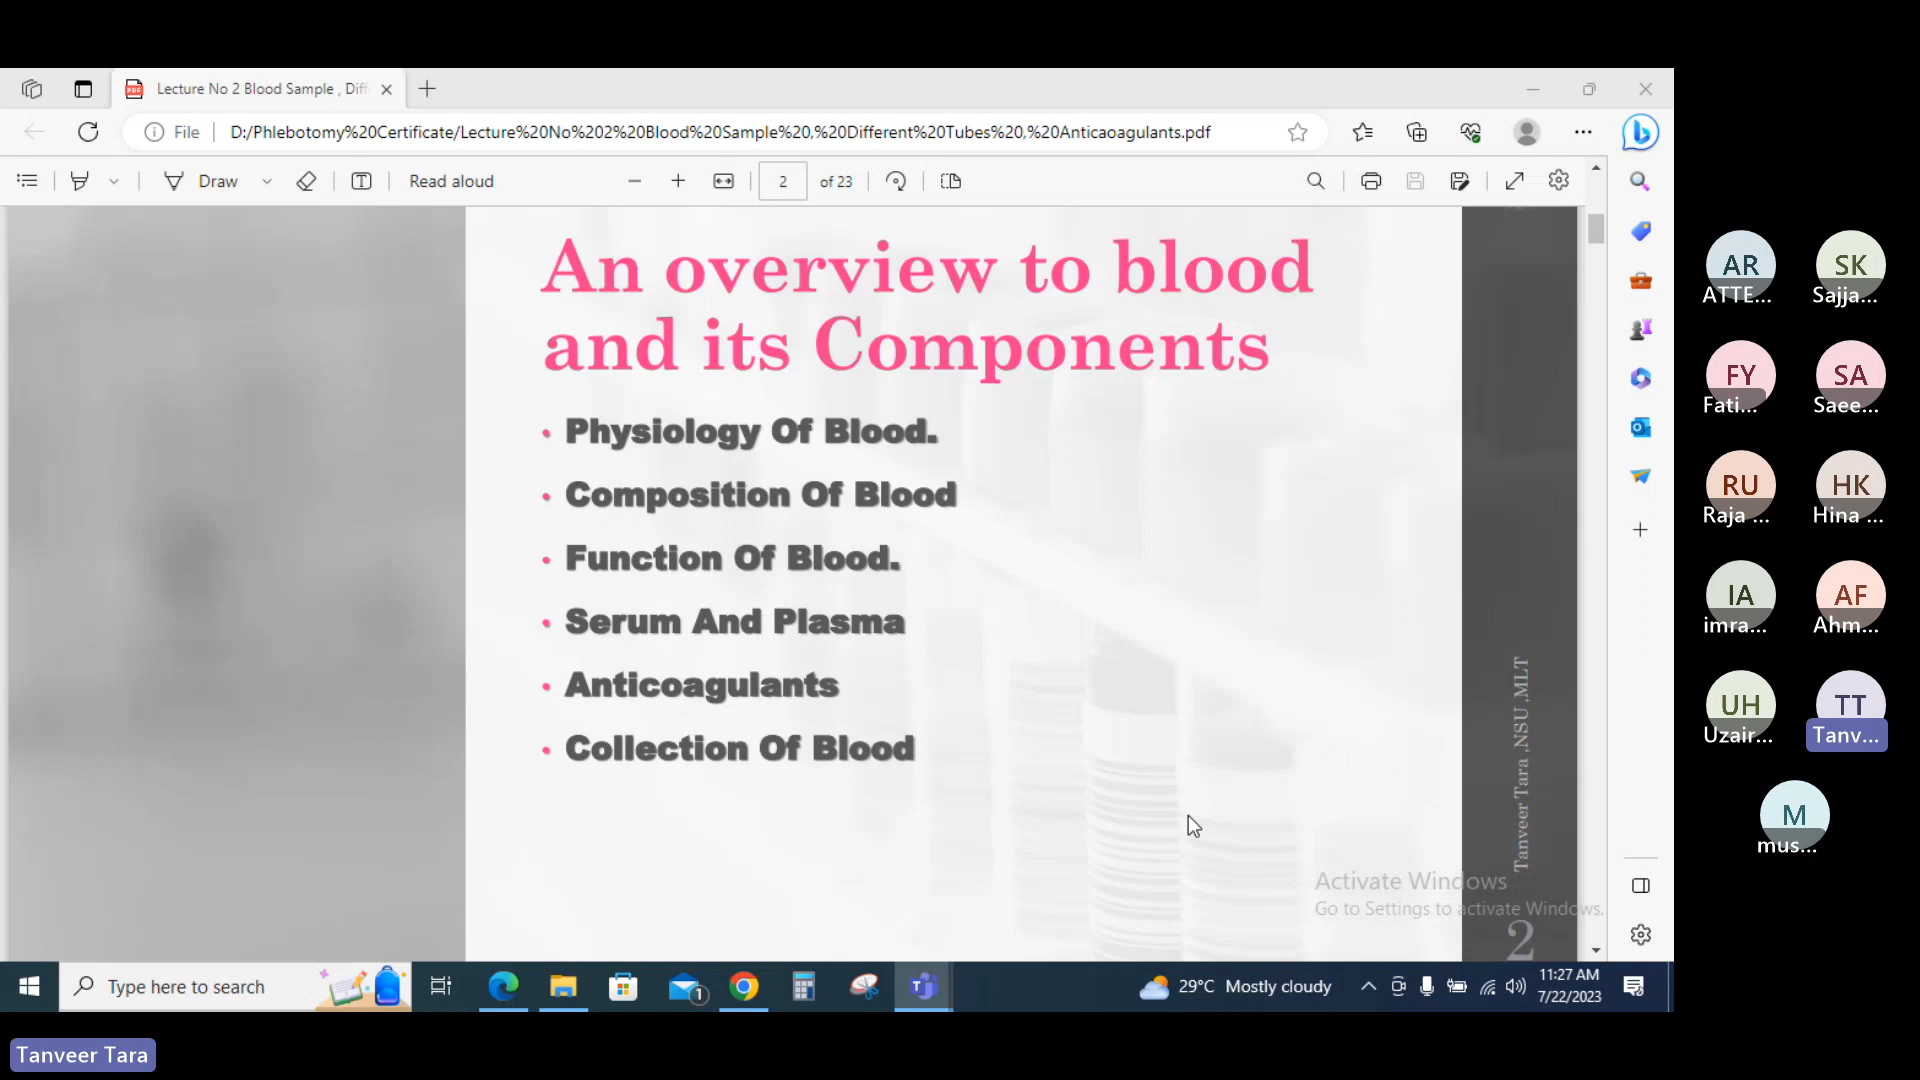 Lecture No 2 Blood Sample , Diff
File
D:/Phlebotomy%20Certificate/Lecture%20No%202%20Blood%20Sample%20,%20Different%20Tubes%20,%20Anticaoagulants.pdf
Draw
Read aloud
2
of 23
An overview to blood
and its Components
• Physiology Of Blood.
• Composition Of Blood
• Function Of Blood.
• Serum And Plasma
• Anticoagulants
• Collection Of Blood
Tanveer Tara ,NSU ,MLT
2
Activate Windows
Go to Settings to activate Windows.
AR
ATTE...
SK
Sajja...
FY
Fati...
SA
Saee...
RU
Raja ...
HK
Hina ...
IA
imra...
AF
Ahm...
UH
Uzair...
TT
Tanv...
M
mus...
Type here to search
1
29°C Mostly cloudy
11:27 AM
7/22/2023
Tanveer Tara